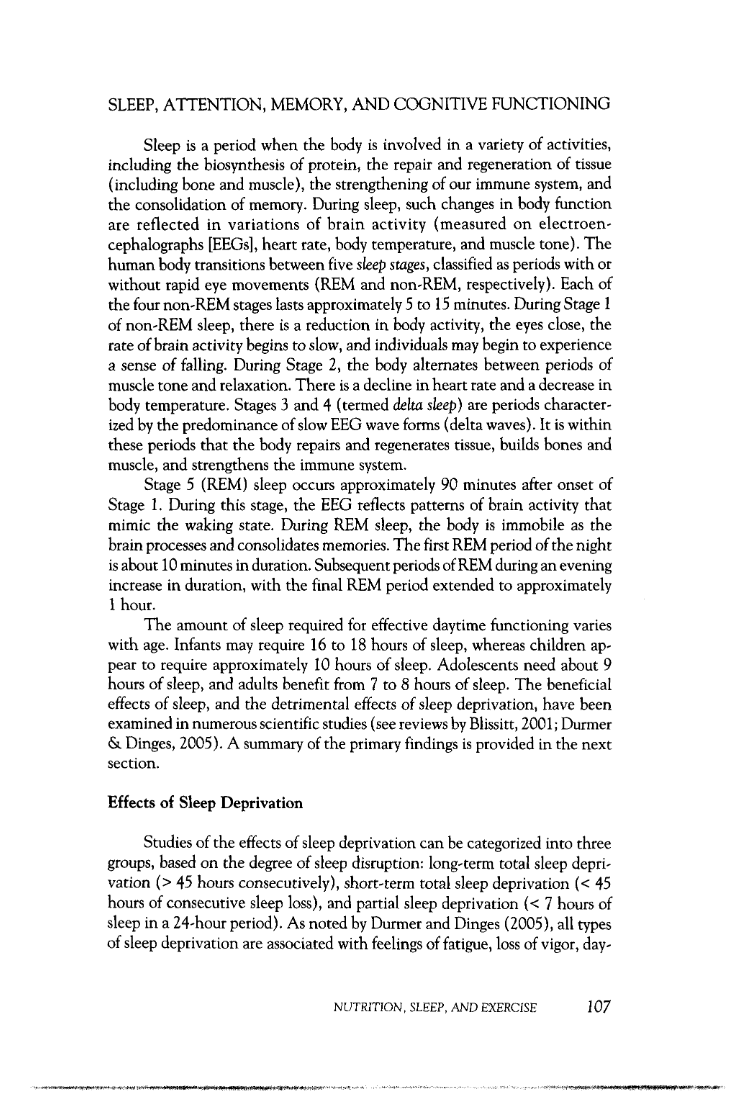 SLEEP, ATTENTION, MEMORY, AND COGNITIVE FUNCTIONING
Sleep is a period when the body is involved in a variety of activities,
including the biosynthesis of protein, the repair and regeneration of tissue
(including bone and muscle), the strengthening of our immune system, and
the consolidation of memory. During sleep, such changes in body function
are reflected in variations of brain activity (measured on electroen-
cephalographs [EEGs], heart rate, body temperature, and muscle tone). The
human body transitions between five sleep stages, classified as periods with or
without rapid eye movements (REM and non-REM, respectively). Each of
the four non-REM stages lasts approximately 5 to 15 minutes. During Stage 1
of non-REM sleep, there is a reduction in body activity, the eyes close, the
rate of brain activity begins to slow, and individuals may begin to experience
a sense of falling. During Stage 2, the body alternates between periods of
muscle tone and relaxation. There is a decline in heart rate and a decrease in
body temperature. Stages 3 and 4 (termed delta sleep) are periods character-
ized by the predominance of slow EEG wave forms (delta waves). It is within
these periods that the body repairs and regenerates tissue, builds bones and
muscle, and strengthens the immune system.
Stage 5 (REM) sleep occurs approximately 90 minutes after onset of
Stage 1. During this stage, the EEG reflects patterns of brain activity that
mimic the waking state. During REM sleep, the body is immobile as the
brain processes and consolidates memories. The first REM period of the night
is about 10 minutes in duration. Subsequent periods of REM during an evening
increase in duration, with the final REM period extended to approximately
1 hour.
The amount of sleep required for effective daytime functioning varies
with age. Infants may require 16 to 18 hours of sleep, whereas children ap-
pear to require approximately 10 hours of sleep. Adolescents need about 9
hours of sleep, and adults benefit from 7 to 8 hours of sleep. The beneficial
effects of sleep, and the detrimental effects of sleep deprivation, have been
examined in numerous scientific studies (see reviews by Blissitt, 2001; Durmer
& Dinges, 2005). A summary of the primary findings is provided in the next
section.
Effects of Sleep Deprivation
Studies of the effects of sleep deprivation can be categorized into three
groups, based on the degree of sleep disruption: long-term total sleep depri-
vation (> 45 hours consecutively), short-term total sleep deprivation (< 45
hours of consecutive sleep loss), and partial sleep deprivation (< 7 hours of
sleep in a 24-hour period). As noted by Durmer and Dinges (2005), all types
of sleep deprivation are associated with feelings of fatigue, loss of vigor, day-
NUTRITION, SLEEP, AND EXERCISE 107